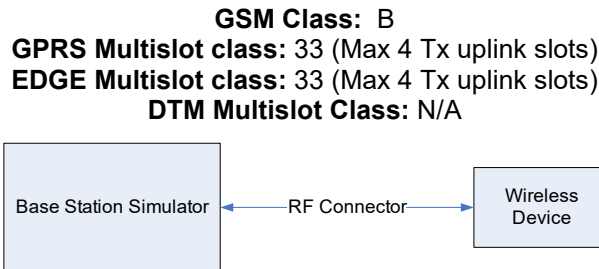 GSM Class: B
GPRS Multislot class: 33 (Max 4 Tx uplink slots)
EDGE Multislot class: 33 (Max 4 Tx uplink slots)
DTM Multislot Class: N/A
Base Station Simulator
RF Connector
Wireless
Device